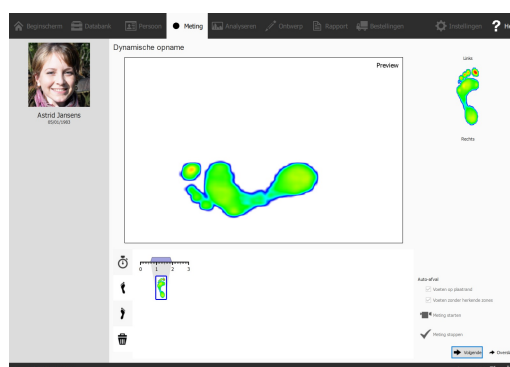 Beginscherm Databank Persoon Meting Analyseren Ontwerp Rapport Bestellingen Instellingen ? He
Dynamische opname
Preview
Links
Rechts
Astrid Jansens
05/01/1983
0 1 2 3
Auto-afval
Voeten op plaatrand
Voeten zonder herkende zones
Meting starten
Meting stoppen
Volgende